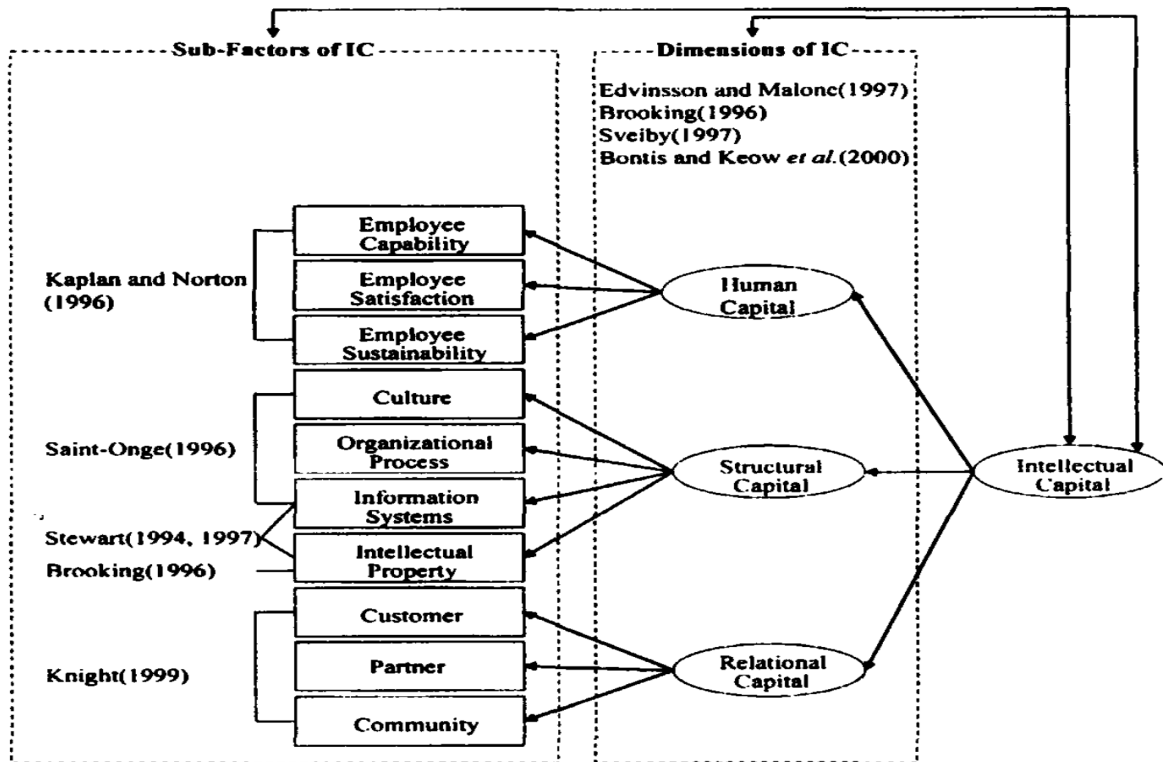 Sub-Factors of IC
Dimensions of IC
Edvinsson and Malone(1997)
Brooking(1996)
Sveiby(1997)
Bontis and Keow et al.(2000)
Kaplan and Norton
(1996)
Employee
Capability
Employee
Satisfaction
Employee
Sustainability
Human
Capital
Saint-Onge(1996)
Culture
Organizational
Process
Information
Systems
Stewart(1994, 1997)
Brooking(1996)
Intellectual
Property
Structural
Capital
Intellectual
Capital
Knight(1999)
Customer
Partner
Community
Relational
Capital